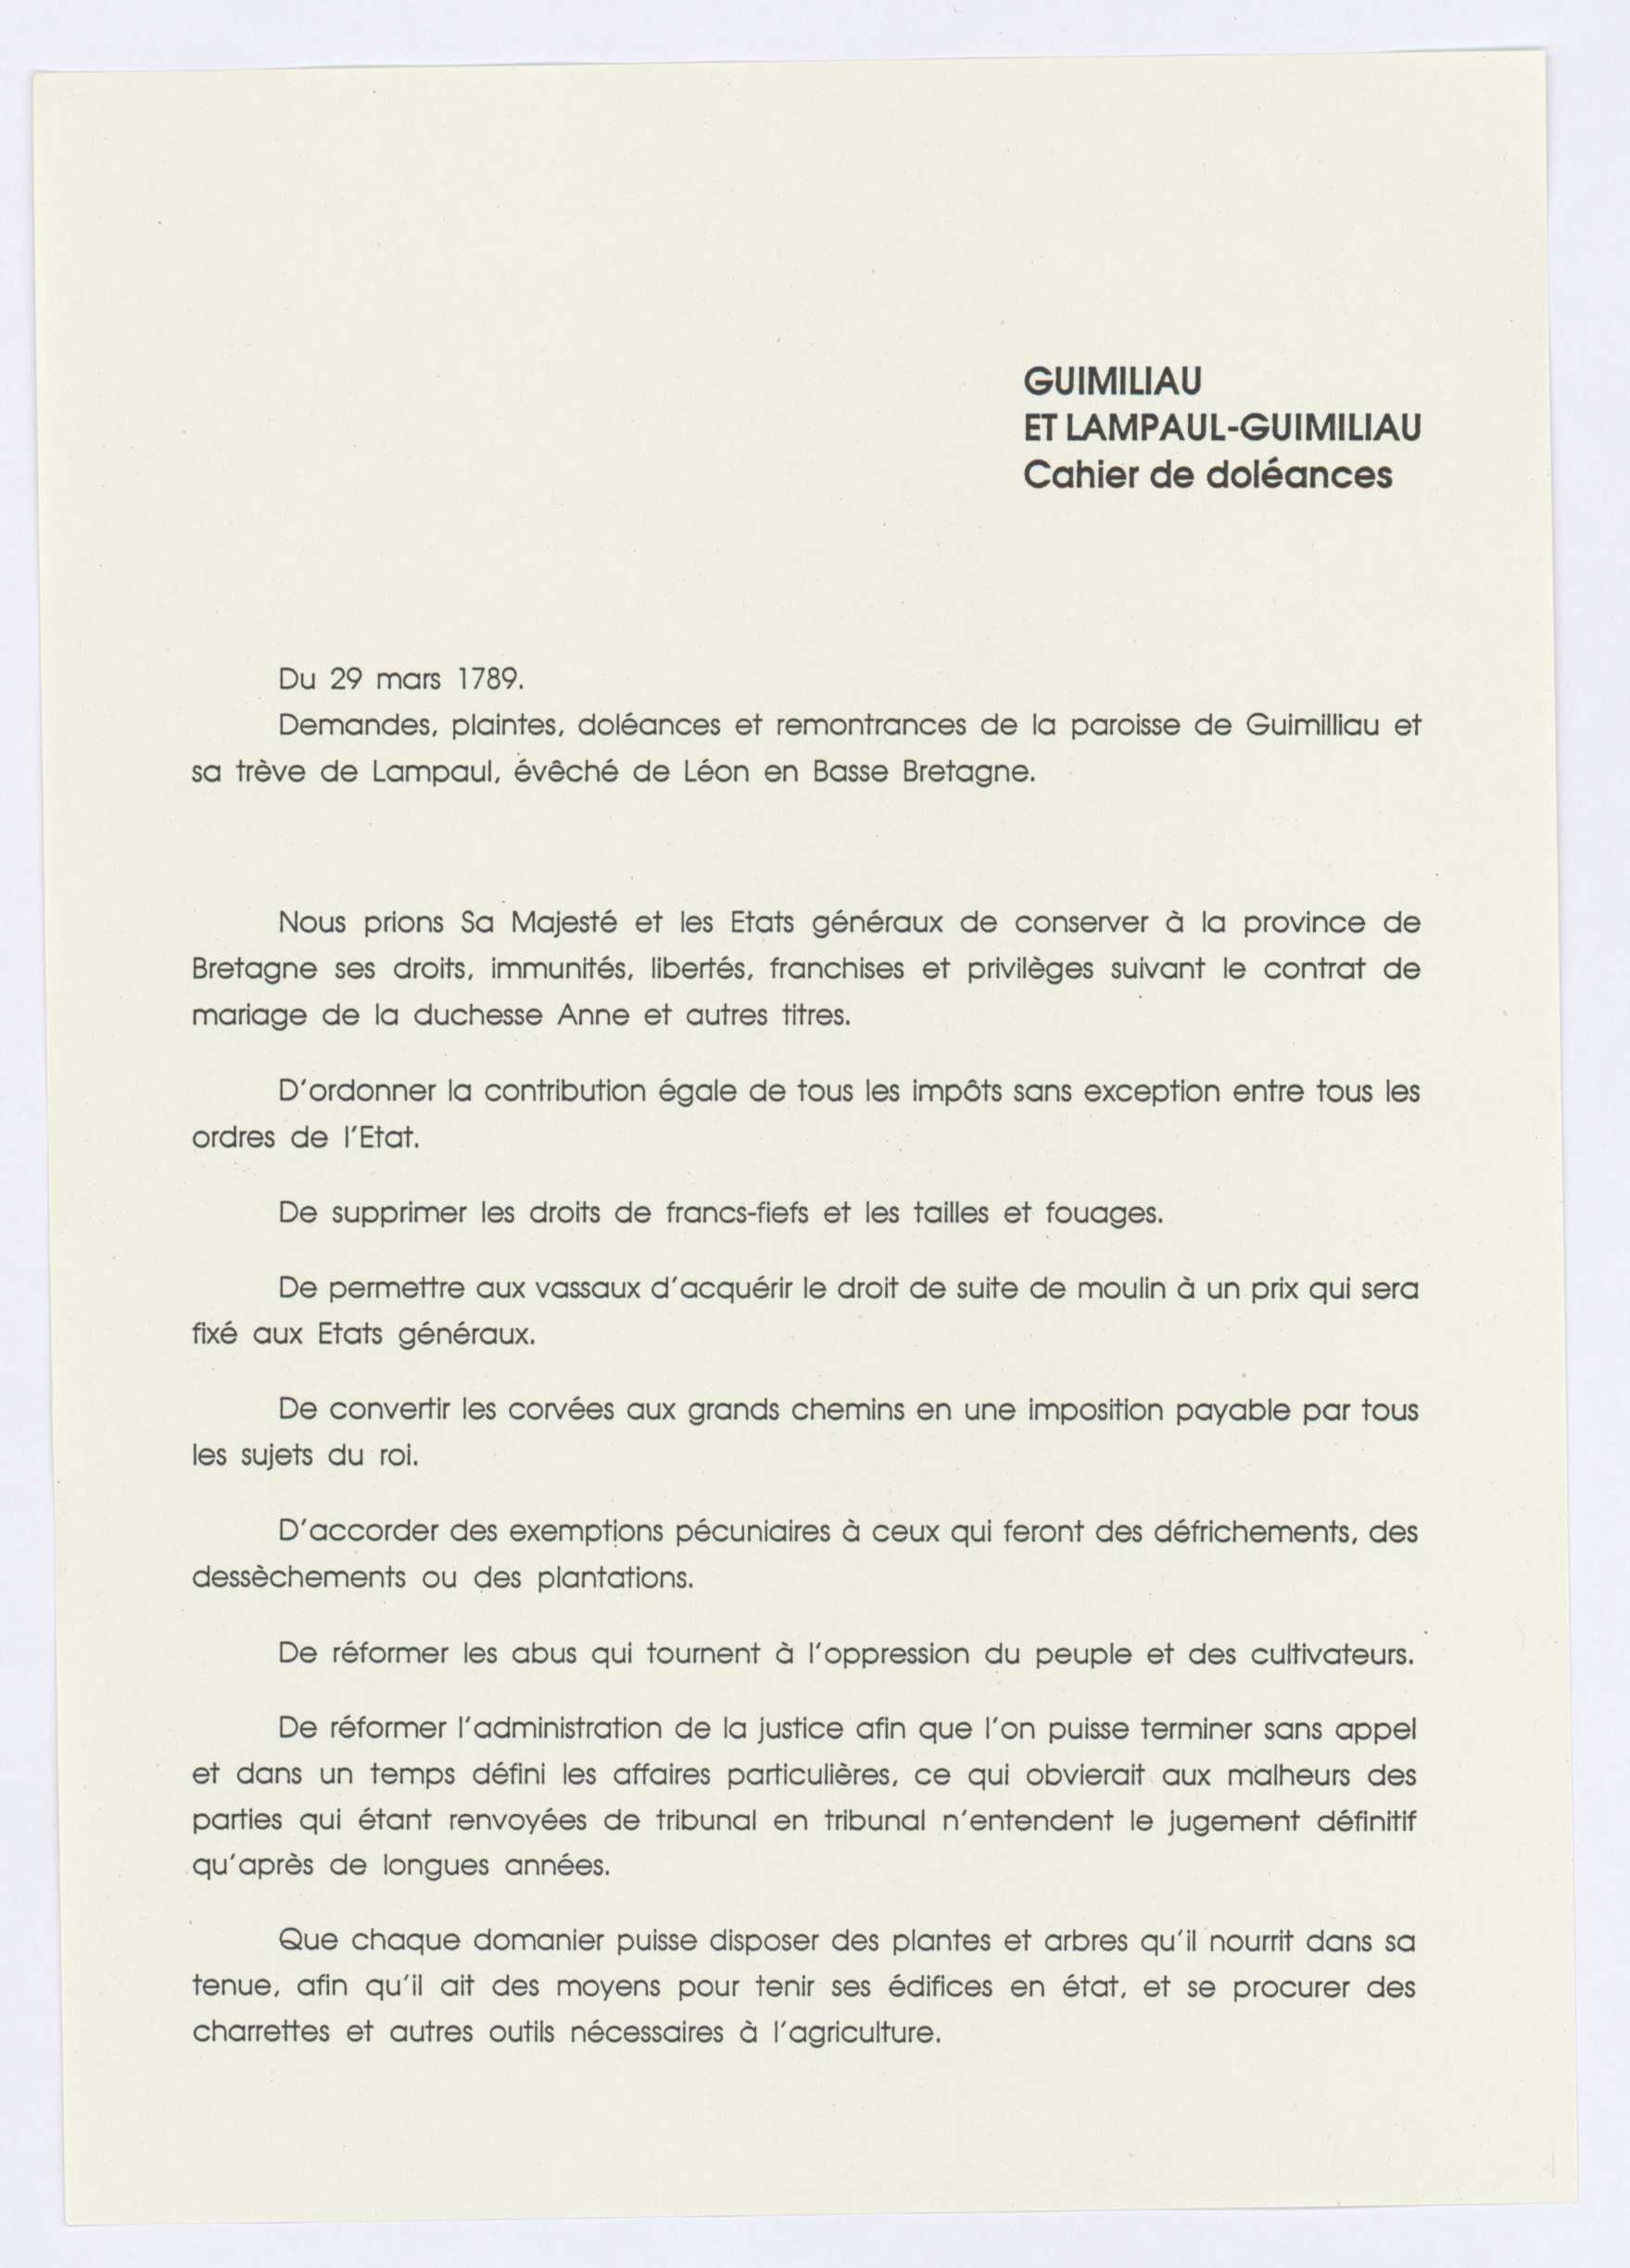 GUIMILIAU
ET LAMPAUL-GUIMILIAU
Cahier de doléances
Du 29 mars 1789.
Demandes, plaintes, doléances et remontrances de la paroisse de Guimilliau et
sa trève de Lampaul, évêché de Léon en Basse Bretagne.
Nous prions Sa Majesté et les Etats généraux de conserver à la province de
Bretagne ses droits, immunités, libertés, franchises et privilèges suivant le contrat de
mariage de la duchesse Anne et autres titres.
D'ordonner la contribution égale de tous les impôts sans exception entre tous les
ordres de l'Etat.
De supprimer les droits de francs-fiefs et les tailles et fouages.
De permettre aux vassaux d'acquérir le droit de suite de moulin à un prix qui sera
fixé aux Etats généraux.
De convertir les corvées aux grands chemins en une imposition payable par tous
les sujets du roi.
D'accorder des exemptions pécuniaires à ceux qui feront des défrichements, des
dessèchements ou des plantations.
De réformer les abus qui tournent à l'oppression du peuple et des cultivateurs.
De réformer l'administration de la justice afin que l'on puisse terminer sans appel
et dans un temps défini les affaires particulières, ce qui obvierait aux malheurs des
parties qui étant renvoyées de tribunal en tribunal n'entendent le jugement définitif
qu'après de longues années.
Que chaque domanier puisse disposer des plantes et arbres qu'il nourrit dans sa
tenue, afin qu'il ait des moyens pour tenir ses édifices en état, et se procurer des
charrettes et autres outils nécessaires à l'agriculture.